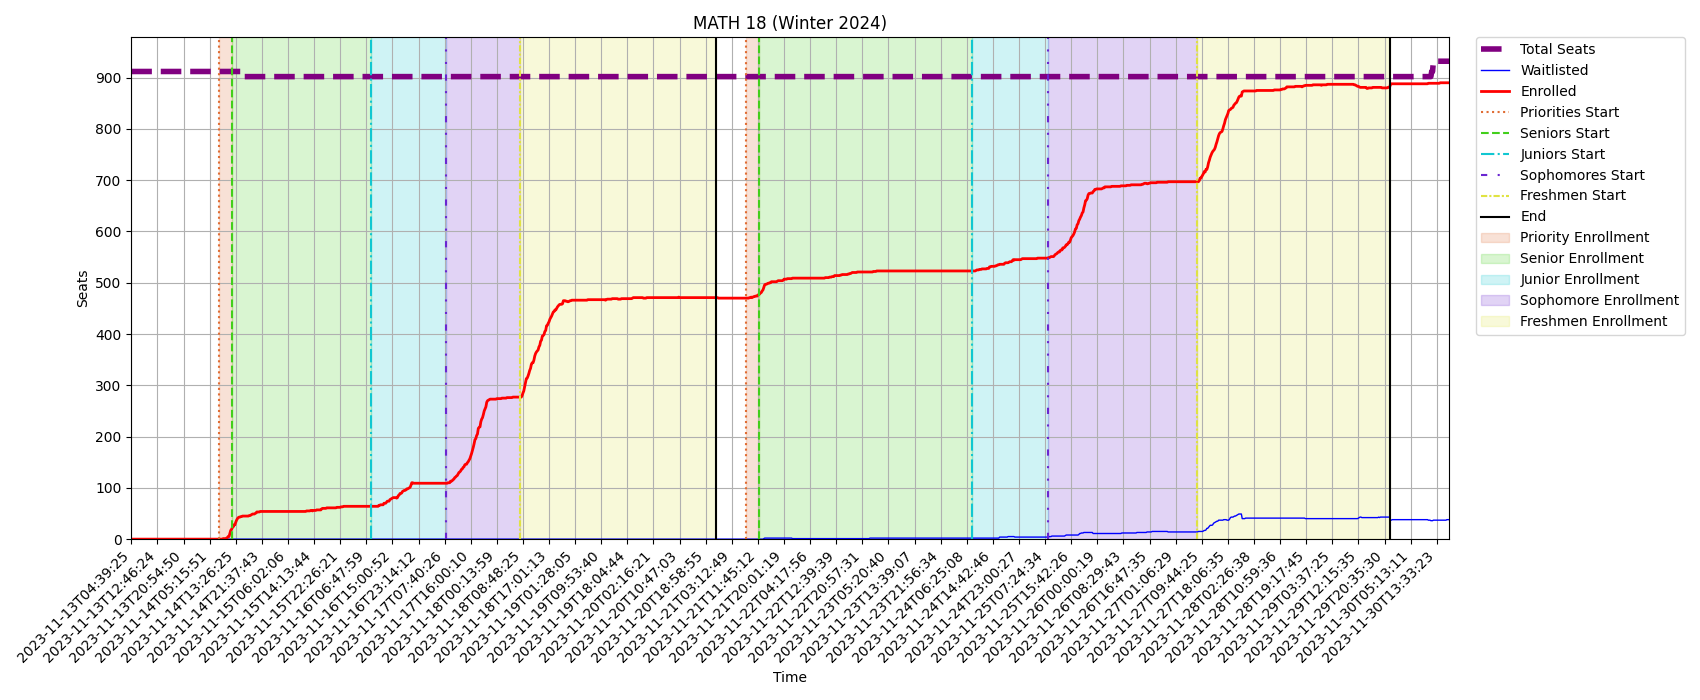 MATH 18 (Winter 2024)
Seats
900
800
700
600
500
400
300
200
100
0
2023-11-13T04:39:25
2023-11-13T12:46:24
2023-11-13T20:54:50
2023-11-14T05:15:51
2023-11-14T13:26:25
2023-11-14T21:37:43
2023-11-15T06:02:06
2023-11-15T14:13:44
2023-11-15T22:26:21
2023-11-16T06:47:59
2023-11-16T15:00:52
2023-11-16T23:14:12
2023-11-17T07:40:26
2023-11-17T16:00:10
2023-11-18T00:13:59
2023-11-18T08:48:25
2023-11-18T17:01:13
2023-11-19T01:28:05
2023-11-19T09:53:40
2023-11-19T18:04:44
2023-11-20T02:16:21
2023-11-20T10:47:03
2023-11-20T18:58:55
2023-11-21T03:12:49
2023-11-21T11:45:12
2023-11-21T20:01:19
2023-11-22T04:17:56
2023-11-22T12:39:39
2023-11-22T20:57:31
2023-11-23T05:20:40
2023-11-23T13:39:07
2023-11-23T21:56:34
2023-11-24T06:25:08
2023-11-24T14:42:46
2023-11-24T23:00:27
2023-11-25T07:24:34
2023-11-25T15:42:26
2023-11-26T00:00:19
2023-11-26T08:29:43
2023-11-26T16:47:35
2023-11-27T01:06:29
2023-11-27T09:44:25
2023-11-27T18:06:35
2023-11-28T02:26:38
2023-11-28T10:59:36
2023-11-28T19:17:45
2023-11-29T03:37:25
2023-11-29T12:15:35
2023-11-29T20:35:30
2023-11-30T05:13:11
2023-11-30T13:33:23
Time
Total Seats
Waitlisted
Enrolled
Priorities Start
Seniors Start
Juniors Start
Sophomores Start
Freshmen Start
End
Priority Enrollment
Senior Enrollment
Junior Enrollment
Sophomore Enrollment
Freshmen Enrollment